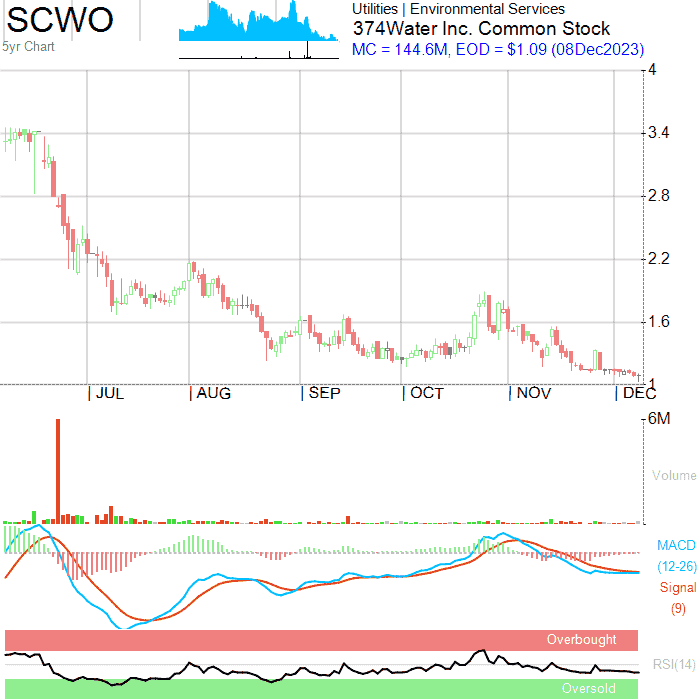 SCWO
5yr Chart
Utilities | Environmental Services
374Water Inc. Common Stock
MC = 144.6M, EOD = $1.09 (08Dec2023)
4
3.4
2.8
2.2
1.6
1
JUL
AUG
SEP
OCT
NOV
DEC
6M
Volume
MACD
(12-26)
Signal
(9)
Overbought
RSI(14)
Oversold